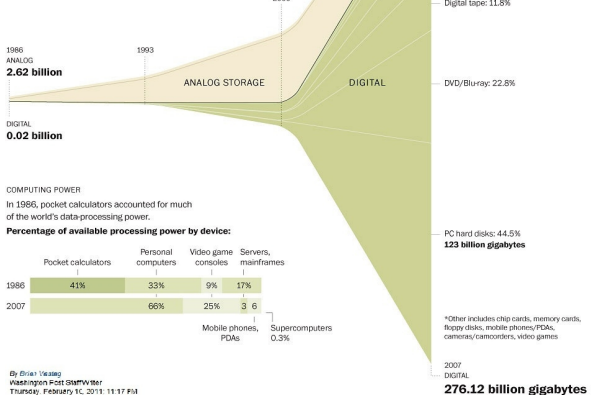 Digital tape: 11.8%
1986
ANALOG
2.62 billion
1993
ANALOG STORAGE
DIGITAL
DVD/Blu-ray: 22.8%
DIGITAL
0.02 billion
COMPUTING POWER
In 1986, pocket calculators accounted for much
of the world's data-processing power.
Percentage of available processing power by device:
Pocket calculators
Personal
computers
Video game
consoles
Servers,
mainframes
1986
41%
33%
9%
17%
2007
66%
25%
3
6
Mobile phones,
PDAs
Supercomputers
0.3%
PC hard disks: 44.5%
123 billion gigabytes
*Other includes chip cards, memory cards,
floppy disks, mobile phones/PDAs,
cameras/camcorders, video games
2007
DIGITAL
276.12 billion gigabytes
By Brian Vastag
Washington Post Staff Writer
Thursday, February 10, 2011; 11:17 PM